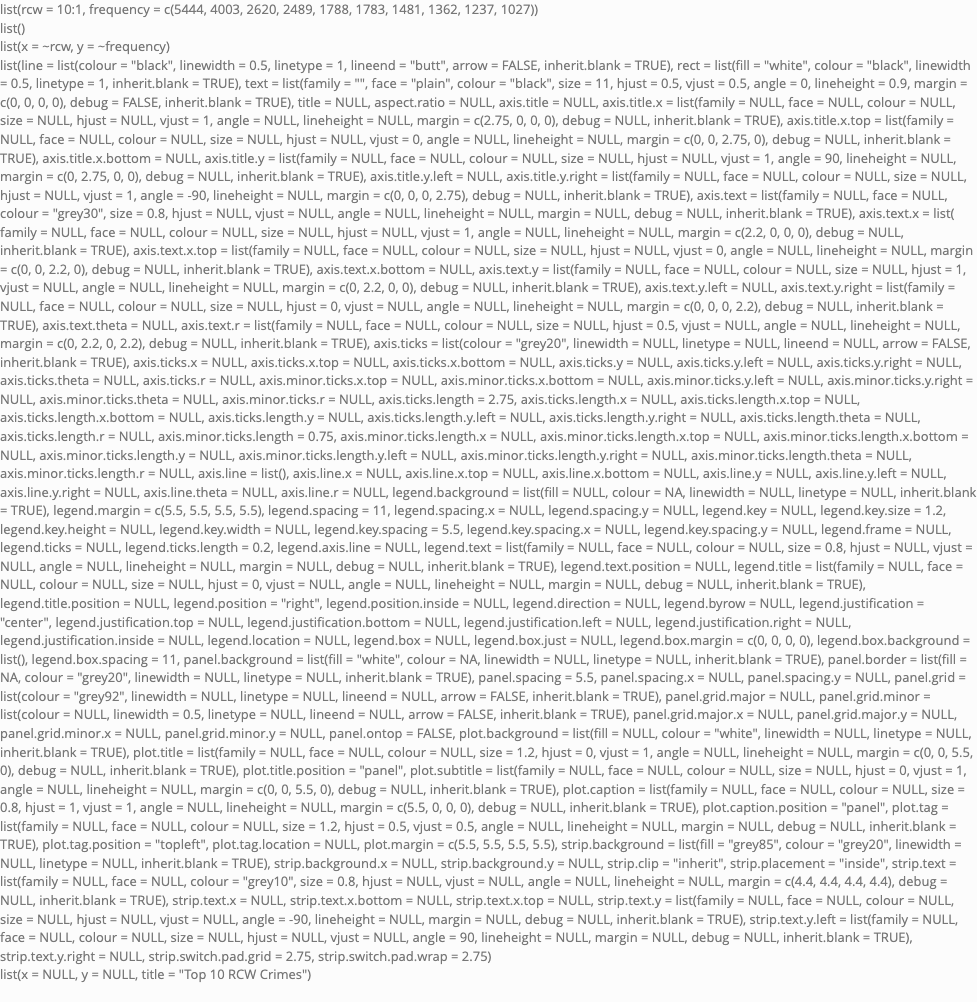 list(rcw = 10:1, frequency = c(5444, 4003, 2620, 2489, 1788, 1783, 1481, 1362, 1237, 1027))
list()
list(x = ~rcw, y = ~frequency)
list(line = list(colour = "black", linewidth = 0.5, linetype = 1, lineend = "butt", arrow = FALSE, inherit.blank = TRUE), rect = list(fill = "white", colour = "black", linewidth
= 0.5, linetype = 1, inherit.blank = TRUE), text = list(family = "", face = "plain", colour = "black", size = 11, hjust = 0.5, vjust = 0.5, angle = 0, lineheight = 0.9, margin =
c(0, 0, 0, 0), debug = FALSE, inherit.blank = TRUE), title = NULL, aspect.ratio = NULL, axis.title = NULL, axis.title.x = list(family = NULL, face = NULL, colour = NULL,
size = NULL, hjust = NULL, vjust = 1, angle = NULL, lineheight = NULL, margin = c(2.75, 0, 0, 0), debug = NULL, inherit.blank = TRUE), axis.title.x.top = list(family =
NULL, face = NULL, colour = NULL, size = NULL, hjust = NULL, vjust = 0, angle = NULL, lineheight = NULL, margin = c(0, 0, 2.75, 0), debug = NULL, inherit.blank =
TRUE), axis.title.x.bottom = NULL, axis.title.y = list(family = NULL, face = NULL, colour = NULL, size = NULL, hjust = NULL, vjust = 1, angle = 90, lineheight = NULL,
margin = c(0, 2.75, 0, 0), debug = NULL, inherit.blank = TRUE), axis.title.y.left = NULL, axis.title.y.right = list(family = NULL, face = NULL, colour = NULL, size = NULL,
hjust = NULL, vjust = 1, angle = -90, lineheight = NULL, margin = c(0, 0, 0, 2.75), debug = NULL, inherit.blank = TRUE), axis.text = list(family = NULL, face = NULL,
colour = "grey30", size = 0.8, hjust = NULL, vjust = NULL, angle = NULL, lineheight = NULL, margin = NULL, debug = NULL, inherit.blank = TRUE), axis.text.x = list(
family = NULL, face = NULL, colour = NULL, size = NULL, hjust = NULL, vjust = 1, angle = NULL, lineheight = NULL, margin = c(2.2, 0, 0, 0), debug = NULL,
inherit.blank = TRUE), axis.text.x.top = list(family = NULL, face = NULL, colour = NULL, size = NULL, hjust = NULL, vjust = 0, angle = NULL, lineheight = NULL, margin
= c(0, 0, 2.2, 0), debug = NULL, inherit.blank = TRUE), axis.text.x.bottom = NULL, axis.text.y = list(family = NULL, face = NULL, colour = NULL, size = NULL, hjust = 1,
vjust = NULL, angle = NULL, lineheight = NULL, margin = c(0, 2.2, 0, 0), debug = NULL, inherit.blank = TRUE), axis.text.y.left = NULL, axis.text.y.right = list(family =
NULL, face = NULL, colour = NULL, size = NULL, hjust = 0, vjust = NULL, angle = NULL, lineheight = NULL, margin = c(0, 0, 0, 2.2), debug = NULL, inherit.blank =
TRUE), axis.text.theta = NULL, axis.text.r = list(family = NULL, face = NULL, colour = NULL, size = NULL, hjust = 0.5, vjust = NULL, angle = NULL, lineheight = NULL,
margin = c(0, 2.2, 0, 2.2), debug = NULL, inherit.blank = TRUE), axis.ticks = list(colour = "grey20", linewidth = NULL, linetype = NULL, lineend = NULL, arrow = FALSE,
inherit.blank = TRUE), axis.ticks.x = NULL, axis.ticks.x.top = NULL, axis.ticks.x.bottom = NULL, axis.ticks.y = NULL, axis.ticks.y.left = NULL, axis.ticks.y.right = NULL,
axis.ticks.theta = NULL, axis.ticks.r = NULL, axis.minor.ticks.x.top = NULL, axis.minor.ticks.x.bottom = NULL, axis.minor.ticks.y.left = NULL, axis.minor.ticks.y.right =
NULL, axis.minor.ticks.theta = NULL, axis.minor.ticks.r = NULL, axis.ticks.length = 2.75, axis.ticks.length.x = NULL, axis.ticks.length.x.top = NULL,
axis.ticks.length.x.bottom = NULL, axis.ticks.length.y = NULL, axis.ticks.length.y.left = NULL, axis.ticks.length.y.right = NULL, axis.ticks.length.theta = NULL,
axis.ticks.length.r = NULL, axis.minor.ticks.length = 0.75, axis.minor.ticks.length.x = NULL, axis.minor.ticks.length.x.top = NULL, axis.minor.ticks.length.x.bottom =
NULL, axis.minor.ticks.length.y = NULL, axis.minor.ticks.length.y.left = NULL, axis.minor.ticks.length.y.right = NULL, axis.minor.ticks.length.theta = NULL,
axis.minor.ticks.length.r = NULL, axis.line = list(), axis.line.x = NULL, axis.line.x.top = NULL, axis.line.x.bottom = NULL, axis.line.y = NULL, axis.line.y.left = NULL,
axis.line.y.right = NULL, axis.line.theta = NULL, axis.line.r = NULL, legend.background = list(fill = NULL, colour = NA, linewidth = NULL, linetype = NULL, inherit.blank
= TRUE), legend.margin = c(5.5, 5.5, 5.5, 5.5), legend.spacing = 11, legend.spacing.x = NULL, legend.spacing.y = NULL, legend.key = NULL, legend.key.size = 1.2,
legend.key.height = NULL, legend.key.width = NULL, legend.key.spacing = 5.5, legend.key.spacing.x = NULL, legend.key.spacing.y = NULL, legend.frame = NULL,
legend.ticks = NULL, legend.ticks.length = 0.2, legend.axis.line = NULL, legend.text = list(family = NULL, face = NULL, colour = NULL, size = 0.8, hjust = NULL, vjust =
NULL, angle = NULL, lineheight = NULL, margin = NULL, debug = NULL, inherit.blank = TRUE), legend.text.position = NULL, legend.title = list(family = NULL, face =
NULL, colour = NULL, size = NULL, hjust = 0, vjust = NULL, angle = NULL, lineheight = NULL, margin = NULL, debug = NULL, inherit.blank = TRUE),
legend.title.position = NULL, legend.position = "right", legend.position.inside = NULL, legend.direction = NULL, legend.byrow = NULL, legend.justification =
"center", legend.justification.top = NULL, legend.justification.bottom = NULL, legend.justification.left = NULL, legend.justification.right = NULL,
legend.justification.inside = NULL, legend.location = NULL, legend.box = NULL, legend.box.just = NULL, legend.box.margin = c(0, 0, 0, 0), legend.box.background =
list(), legend.box.spacing = 11, panel.background = list(fill = "white", colour = NA, linewidth = NULL, linetype = NULL, inherit.blank = TRUE), panel.border = list(fill =
NA, colour = "grey20", linewidth = NULL, linetype = NULL, inherit.blank = TRUE), panel.spacing = 5.5, panel.spacing.x = NULL, panel.spacing.y = NULL, panel.grid =
list(colour = "grey92", linewidth = NULL, linetype = NULL, lineend = NULL, arrow = FALSE, inherit.blank = TRUE), panel.grid.major = NULL, panel.grid.minor =
list(colour = NULL, linewidth = 0.5, linetype = NULL, lineend = NULL, arrow = FALSE, inherit.blank = TRUE), panel.grid.major.x = NULL, panel.grid.major.y = NULL,
panel.grid.minor.x = NULL, panel.grid.minor.y = NULL, panel.ontop = FALSE, plot.background = list(fill = NULL, colour = "white", linewidth = NULL, linetype = NULL,
inherit.blank = TRUE), plot.title = list(family = NULL, face = NULL, colour = NULL, size = 1.2, hjust = 0, vjust = 1, angle = NULL, lineheight = NULL, margin = c(0, 0, 5.5,
0), debug = NULL, inherit.blank = TRUE), plot.title.position = "panel", plot.subtitle = list(family = NULL, face = NULL, colour = NULL, size = NULL, hjust = 0, vjust = 1,
angle = NULL, lineheight = NULL, margin = c(0, 0, 5.5, 0), debug = NULL, inherit.blank = TRUE), plot.caption = list(family = NULL, face = NULL, colour = NULL, size =
0.8, hjust = 1, vjust = 1, angle = NULL, lineheight = NULL, margin = c(5.5, 0, 0, 0), debug = NULL, inherit.blank = TRUE), plot.caption.position = "panel", plot.tag =
list(family = NULL, face = NULL, colour = NULL, size = 1.2, hjust = 0.5, vjust = 0.5, angle = NULL, lineheight = NULL, margin = NULL, debug = NULL, inherit.blank =
TRUE), plot.tag.position = "topleft", plot.tag.location = NULL, plot.margin = c(5.5, 5.5, 5.5, 5.5), strip.background = list(fill = "grey85", colour = "grey20", linewidth =
NULL, linetype = NULL, inherit.blank = TRUE), strip.background.x = NULL, strip.background.y = NULL, strip.clip = "inherit", strip.placement = "inside", strip.text =
list(family = NULL, face = NULL, colour = "grey10", size = 0.8, hjust = NULL, vjust = NULL, angle = NULL, lineheight = NULL, margin = c(4.4, 4.4, 4.4, 4.4), debug =
NULL, inherit.blank = TRUE), strip.text.x = NULL, strip.text.x.bottom = NULL, strip.text.x.top = NULL, strip.text.y = list(family = NULL, face = NULL, colour = NULL,
size = NULL, hjust = NULL, vjust = NULL, angle = -90, lineheight = NULL, margin = NULL, debug = NULL, inherit.blank = TRUE), strip.text.y.left = list(family = NULL,
face = NULL, colour = NULL, size = NULL, hjust = NULL, vjust = NULL, angle = 90, lineheight = NULL, margin = NULL, debug = NULL, inherit.blank = TRUE),
strip.text.y.right = NULL, strip.switch.pad.grid = 2.75, strip.switch.pad.wrap = 2.75)
list(x = NULL, y = NULL, title = "Top 10 RCW Crimes")